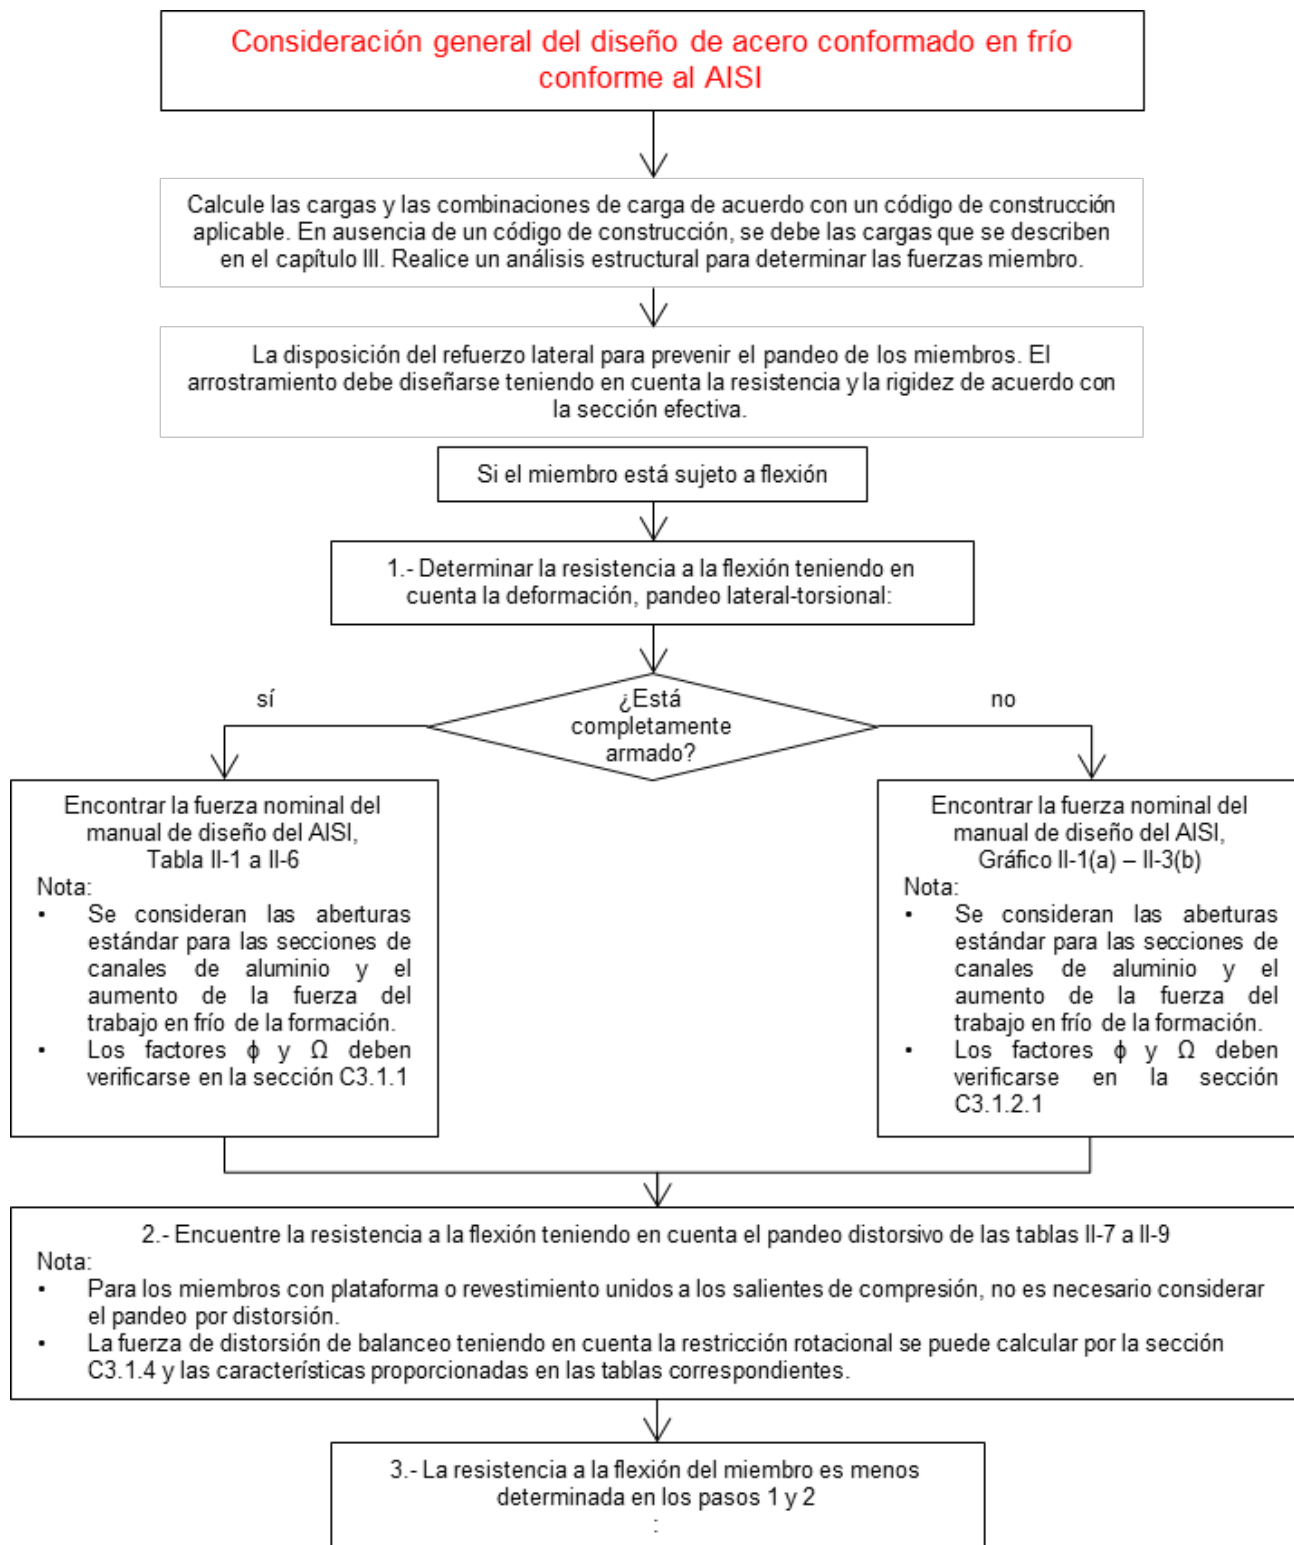 Consideración general del diseño de acero conformado en frío
conforme al AISI
Calcule las cargas y las combinaciones de carga de acuerdo con un código de construcción
aplicable. En ausencia de un código de construcción, se debe las cargas que se describen
en el capítulo III. Realice un análisis estructural para determinar las fuerzas miembro.
La disposición del refuerzo lateral para prevenir el pandeo de los miembros. El
arrostramiento debe diseñarse teniendo en cuenta la resistencia y la rigidez de acuerdo con
la sección efectiva.
Si el miembro está sujeto a flexión
1.- Determinar la resistencia a la flexión teniendo en
cuenta la deformación, pandeo lateral-torsional:
¿Está
completamente
armado?
sí
no
Encontrar la fuerza nominal del
manual de diseño del AISI,
Tabla II-1 a II-6
Nota:
• Se consideran las aberturas
estándar para las secciones de
canales de aluminio y el
aumento de la fuerza del
trabajo en frío de la formación.
• Los factores ϕ y Ω deben
verificarse en la sección C3.1.1
Encontrar la fuerza nominal del
manual de diseño del AISI,
Gráfico II-1(a) – II-3(b)
Nota:
• Se consideran las aberturas
estándar para las secciones de
canales de aluminio y el
aumento de la fuerza del
trabajo en frío de la formación.
• Los factores ϕ y Ω deben
verificarse en la sección
C3.1.2.1
2.- Encuentre la resistencia a la flexión teniendo en cuenta el pandeo distorsivo de las tablas II-7 a II-9
Nota:
• Para los miembros con plataforma o revestimiento unidos a los salientes de compresión, no es necesario considerar
el pandeo por distorsión.
• La fuerza de distorsión de balanceo teniendo en cuenta la restricción rotacional se puede calcular por la sección
C3.1.4 y las características proporcionadas en las tablas correspondientes.
3.- La resistencia a la flexión del miembro es menos
determinada en los pasos 1 y 2
: